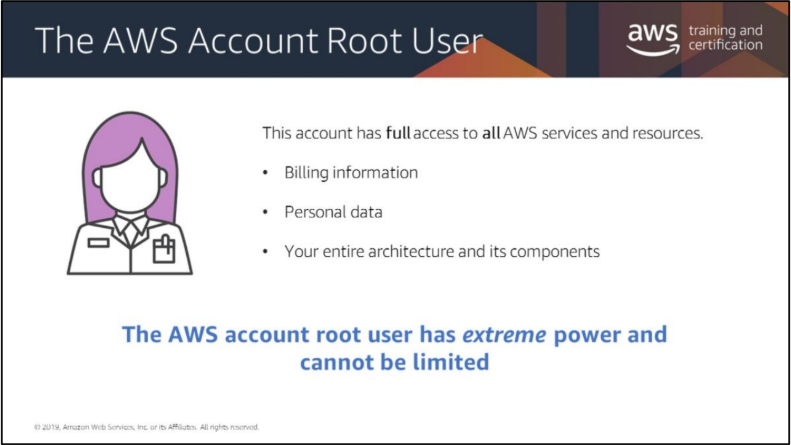 The AWS Account Root User
aws training and
certification
This account has full access to all AWS services and resources.
• Billing information
• Personal data
• Your entire architecture and its components
The AWS account root user has extreme power and
cannot be limited
© 2019, Amazon Web Services, Inc. or its Affiliates. All rights reserved.